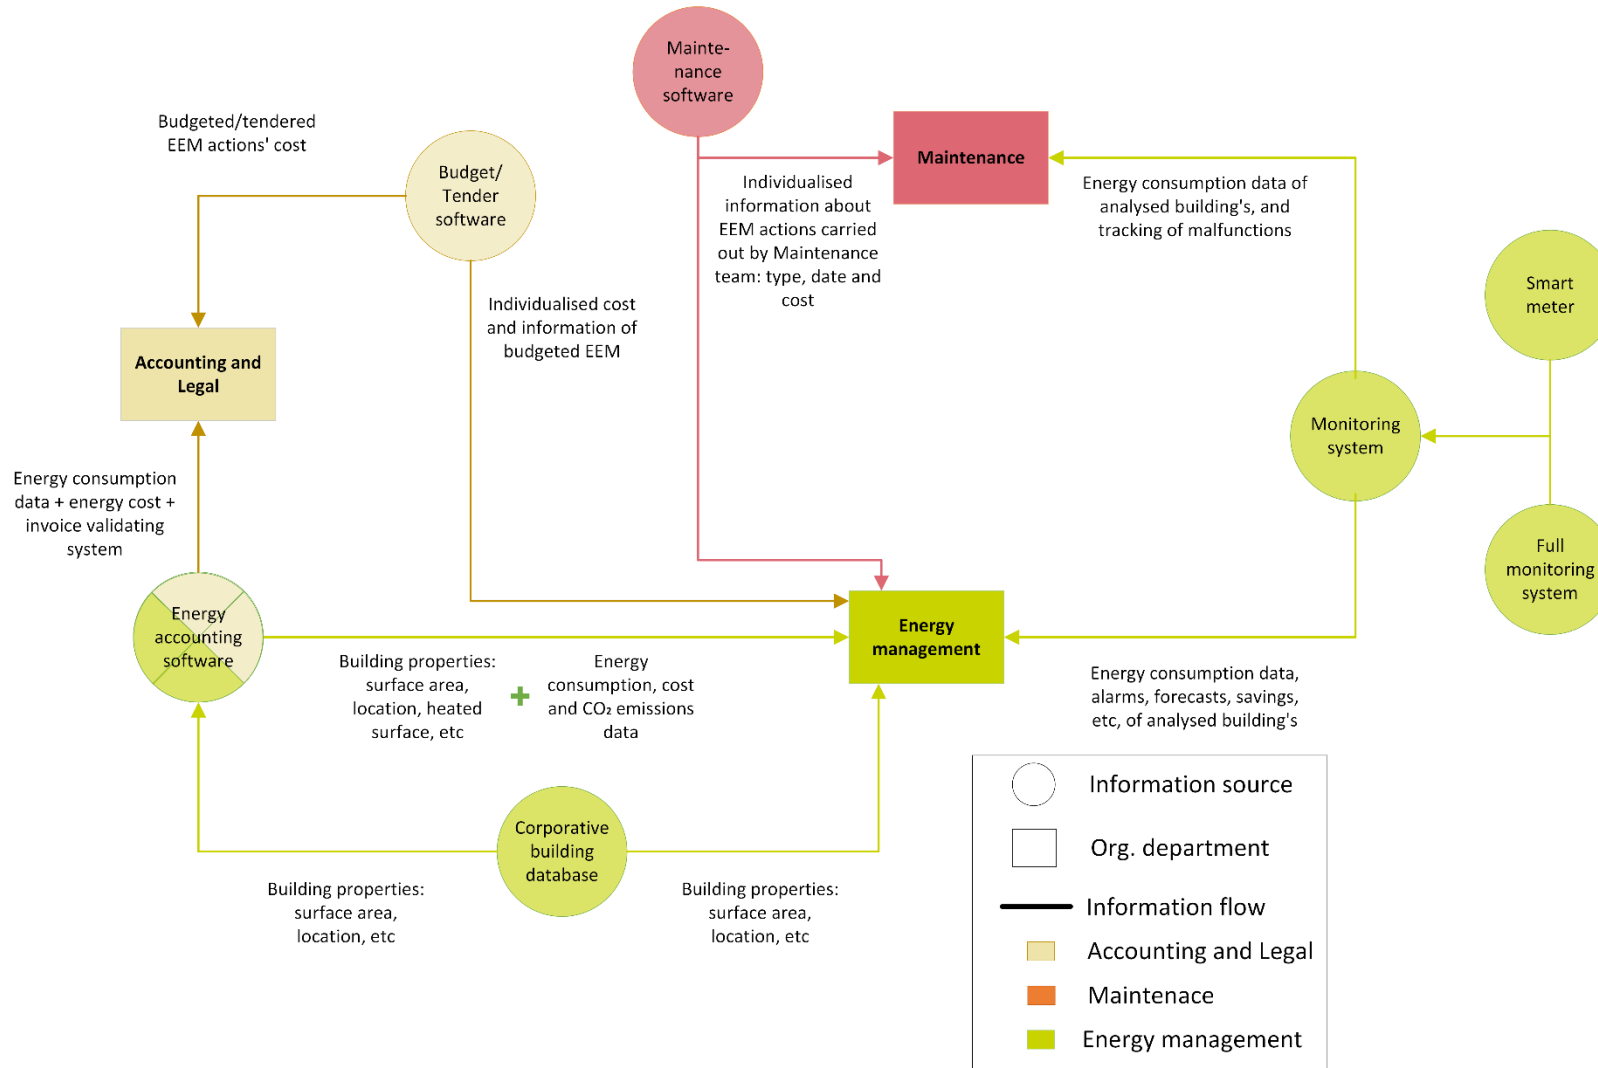 Mainte-
nance
software
Budgeted/tendered
EEM actions' cost
Budget/
Tender
software
Maintenance
Individualised
information about
EEM actions carried
out by Maintenance
team: type, date and
cost
Energy consumption data of
analysed building's, and
tracking of malfunctions
Smart
meter
Individualised cost
and information of
budgeted EEM
Accounting and
Legal
Monitoring
system
Energy consumption
data + energy cost +
invoice validating
system
Full
monitoring
system
Energy
accounting
software
Energy
management
Building properties:
surface area,
location, heated
surface, etc
+
Energy
consumption, cost
and CO₂ emissions
data
Energy consumption data,
alarms, forecasts, savings,
etc, of analysed building's
Corporative
building
database
Building properties:
surface area,
location, etc
Building properties:
surface area,
location, etc
Information source
Org. department
Information flow
Accounting and Legal
Maintenace
Energy management